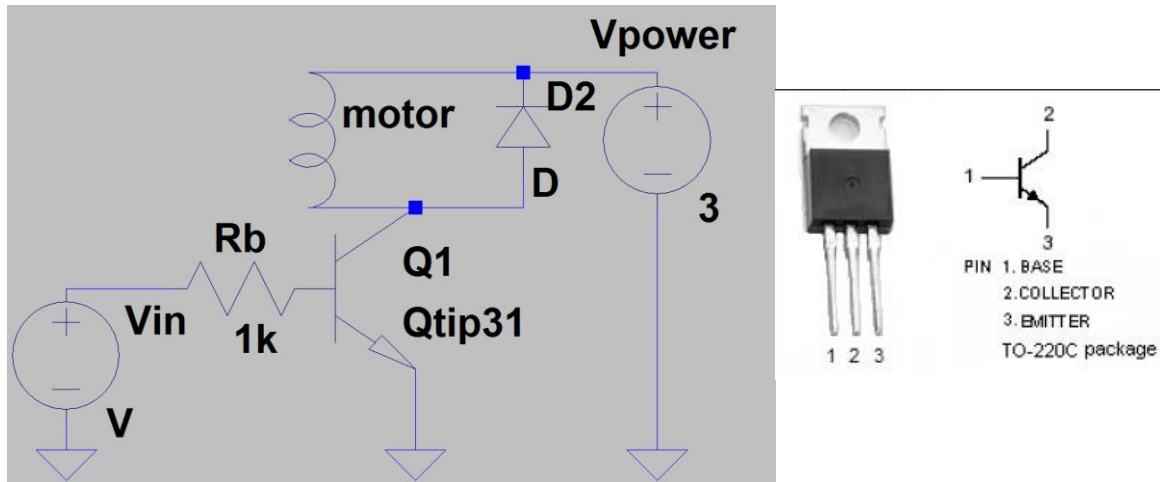 Vpower
motor
D2
D
3
Rb
Q1
Vin
1k
Qtip31
V
2
1
3
PIN 1. BASE
2. COLLECTOR
3. EMITTER
TO-220C package
1 2 3